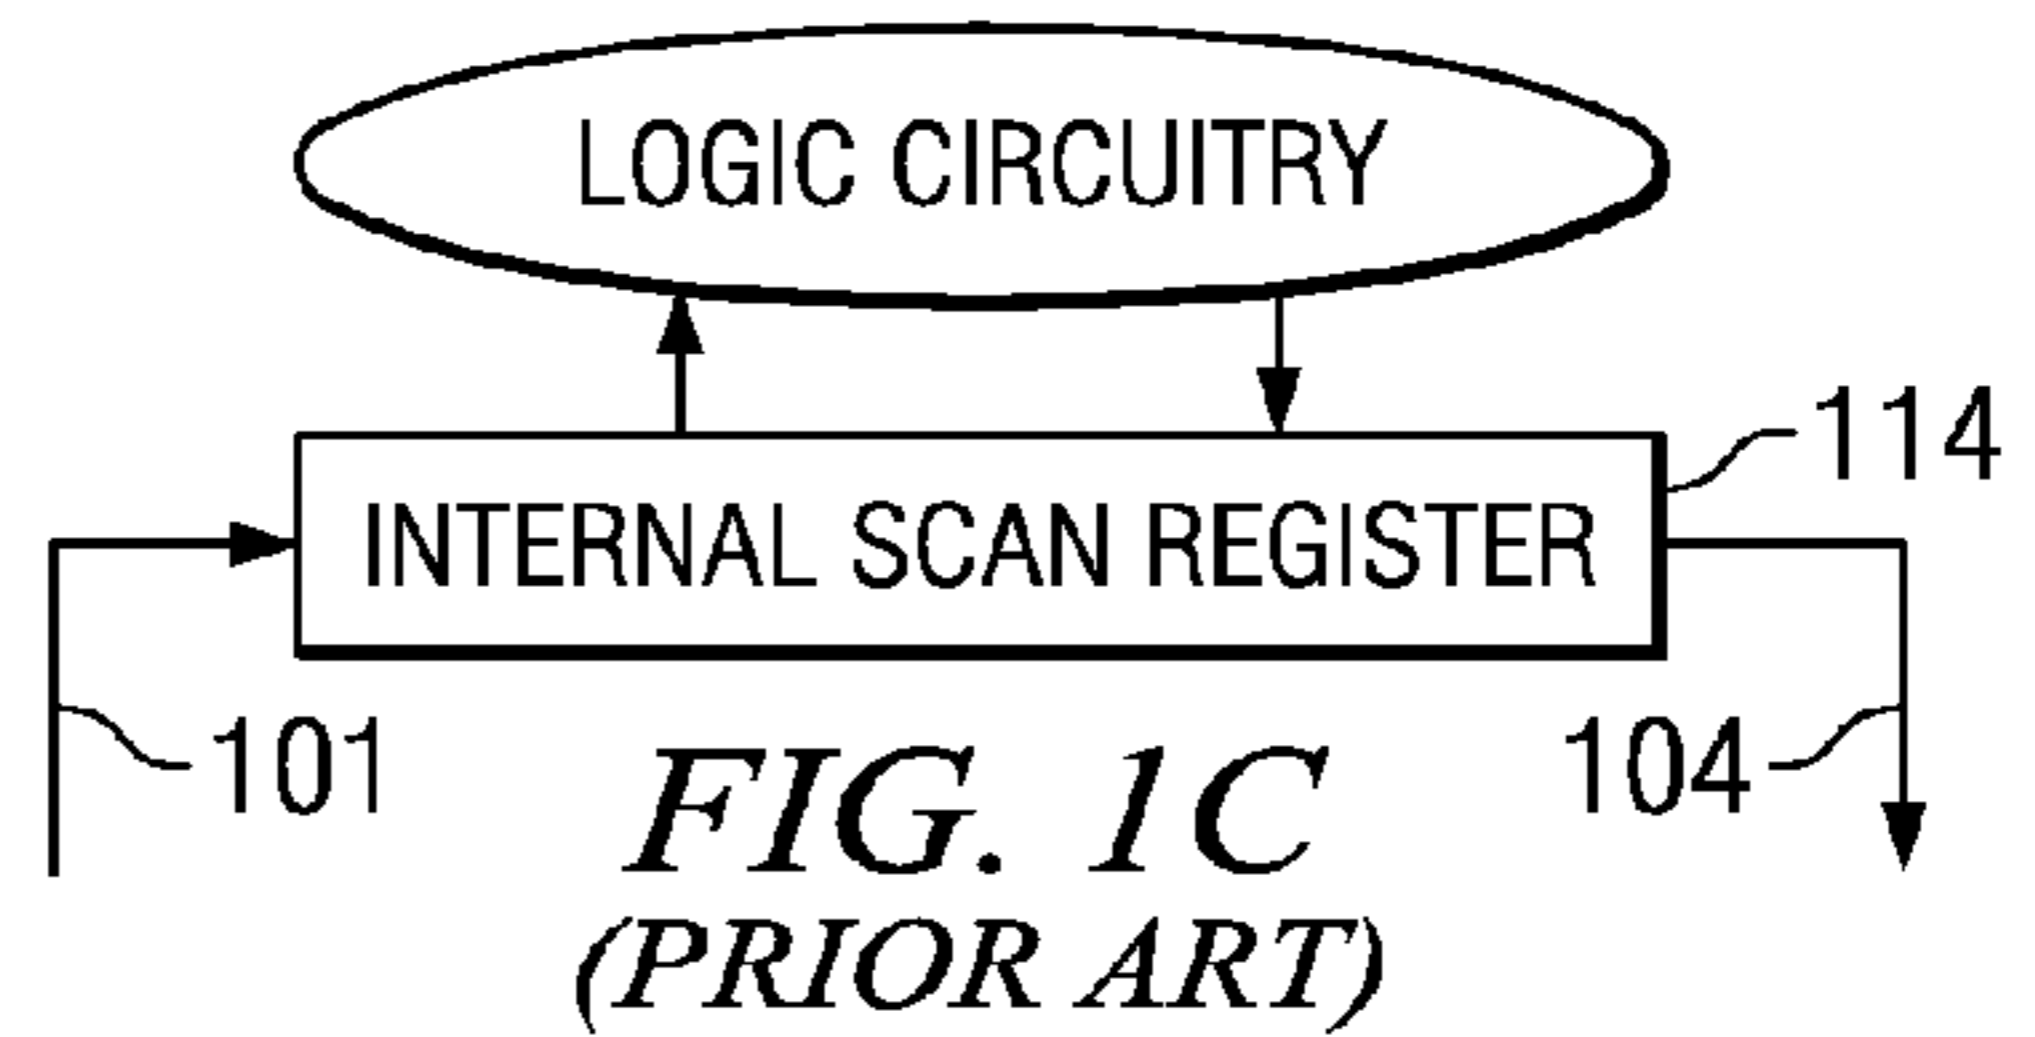 LOGIC CIRCUITRY
114
INTERNAL SCAN REGISTER
101
104
FIG. 1C
(PRIOR ART)